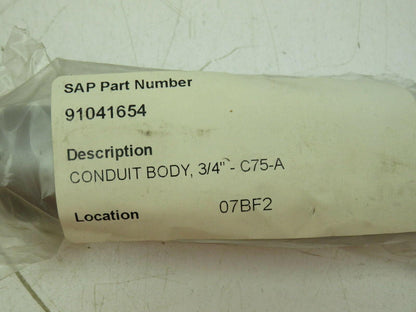 SAP Part Number
91041654
Description
CONDUIT BODY, 3/4" - C75-A
Location 07BF2